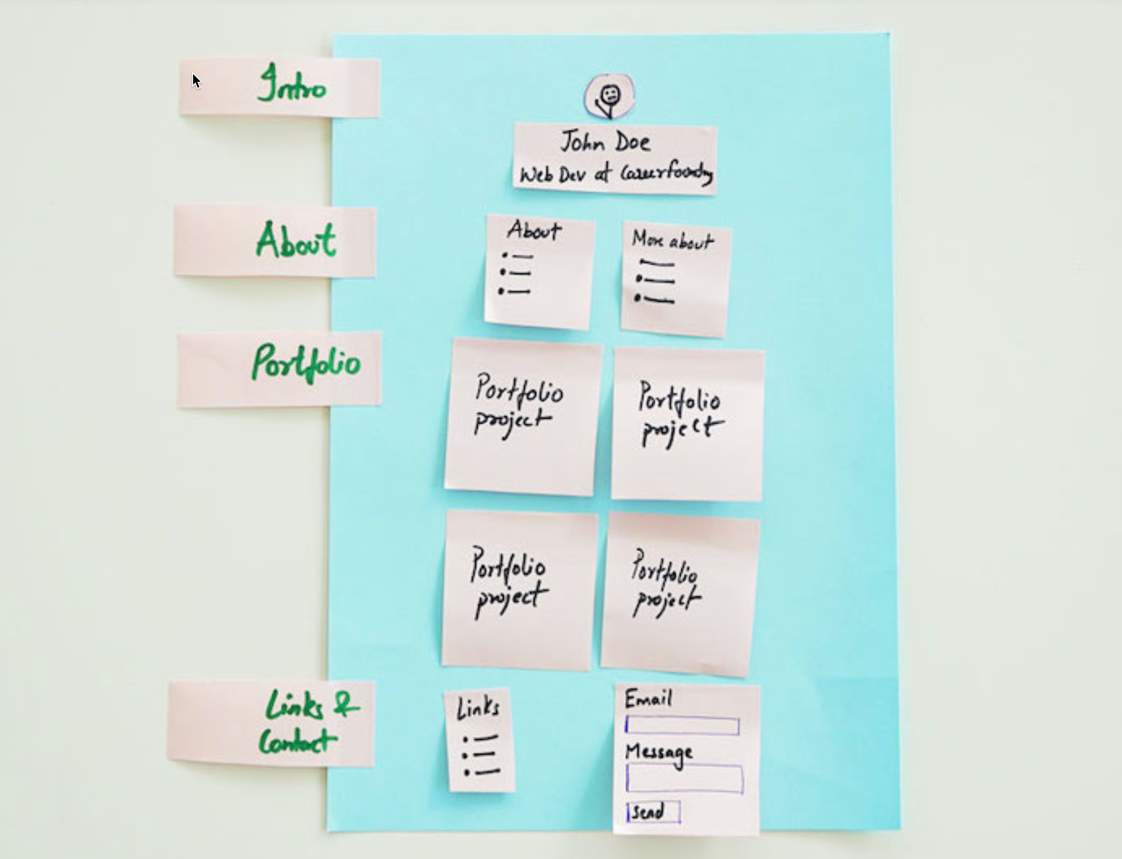 Intro
John Doe
Web Dev at Careerfoundry
About
About
More about
Portfolio
Portfolio
project
Portfolio
project
Portfolio
project
Portfolio
project
Links &
Contact
Links
Email
Message
Send